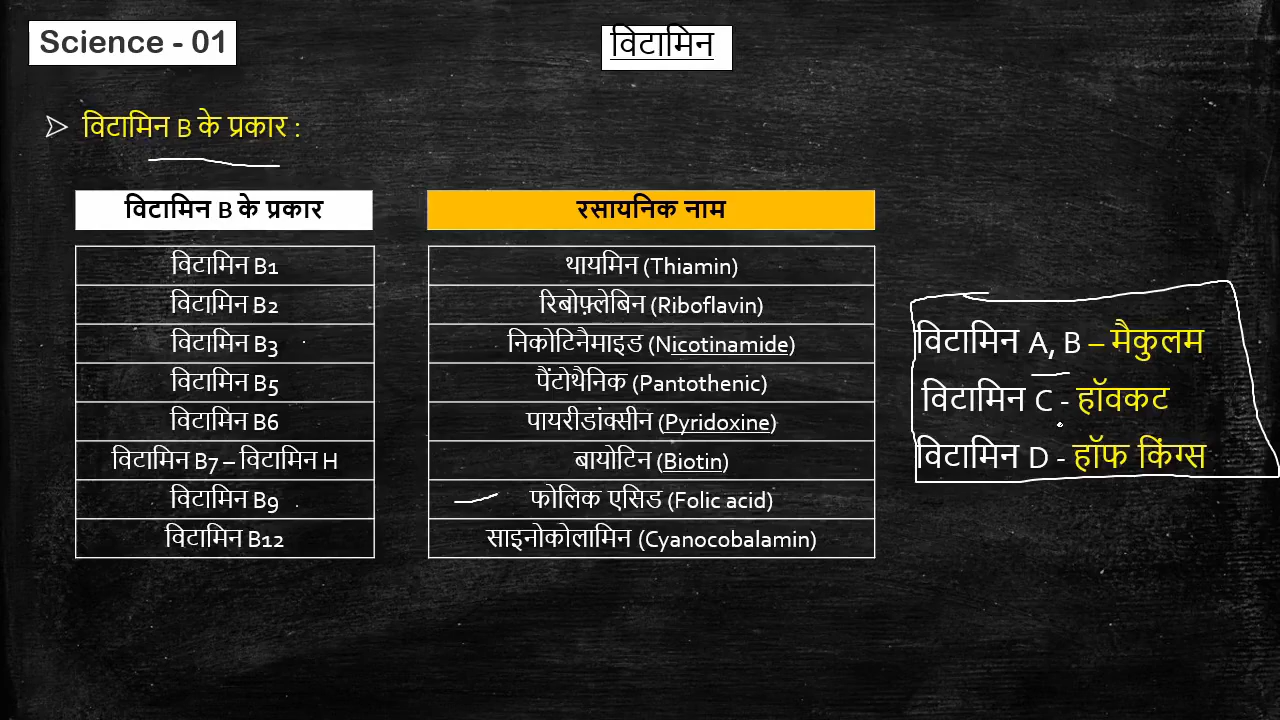 Science - 01
विटामिन
विटामिन B के प्रकार :
विटामिन B के प्रकार
रसायनिक नाम
विटामिन B1
थायमिन (Thiamin)
विटामिन B2
रिबोफ़्लेबिन (Riboflavin)
विटामिन B3
निकोटिनैमाइड (Nicotinamide)
विटामिन B5
पैंटोथैनिक (Pantothenic)
विटामिन B6
पायरीडांक्सीन (Pyridoxine)
विटामिन B7 – विटामिन H
बायोटिन (Biotin)
विटामिन B9
फोलिक एसिड (Folic acid)
विटामिन B12
साइनोकोलामिन (Cyanocobalamin)
विटामिन A, B – मैकुलम
विटामिन C - हॉवकट
विटामिन D - हॉफ किंग्स